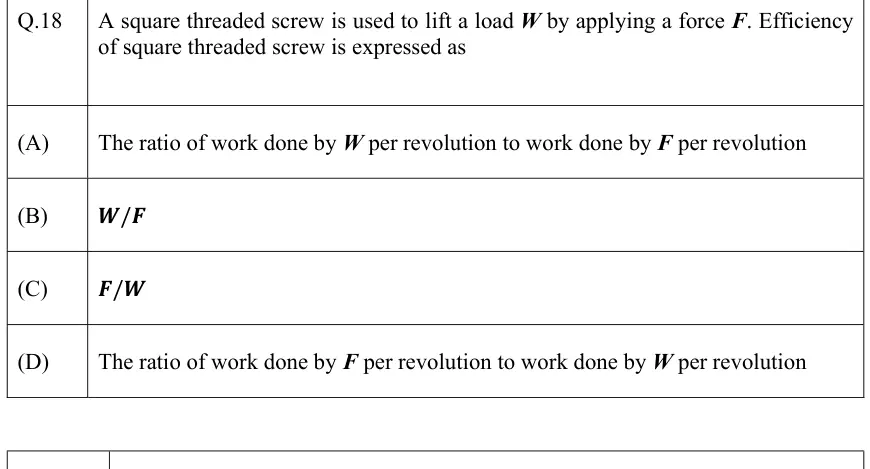 Q.18 A square threaded screw is used to lift a load W by applying a force F. Efficiency
of square threaded screw is expressed as
(A) The ratio of work done by W per revolution to work done by F per revolution
(B) W/F
(C) F/W
(D) The ratio of work done by F per revolution to work done by W per revolution